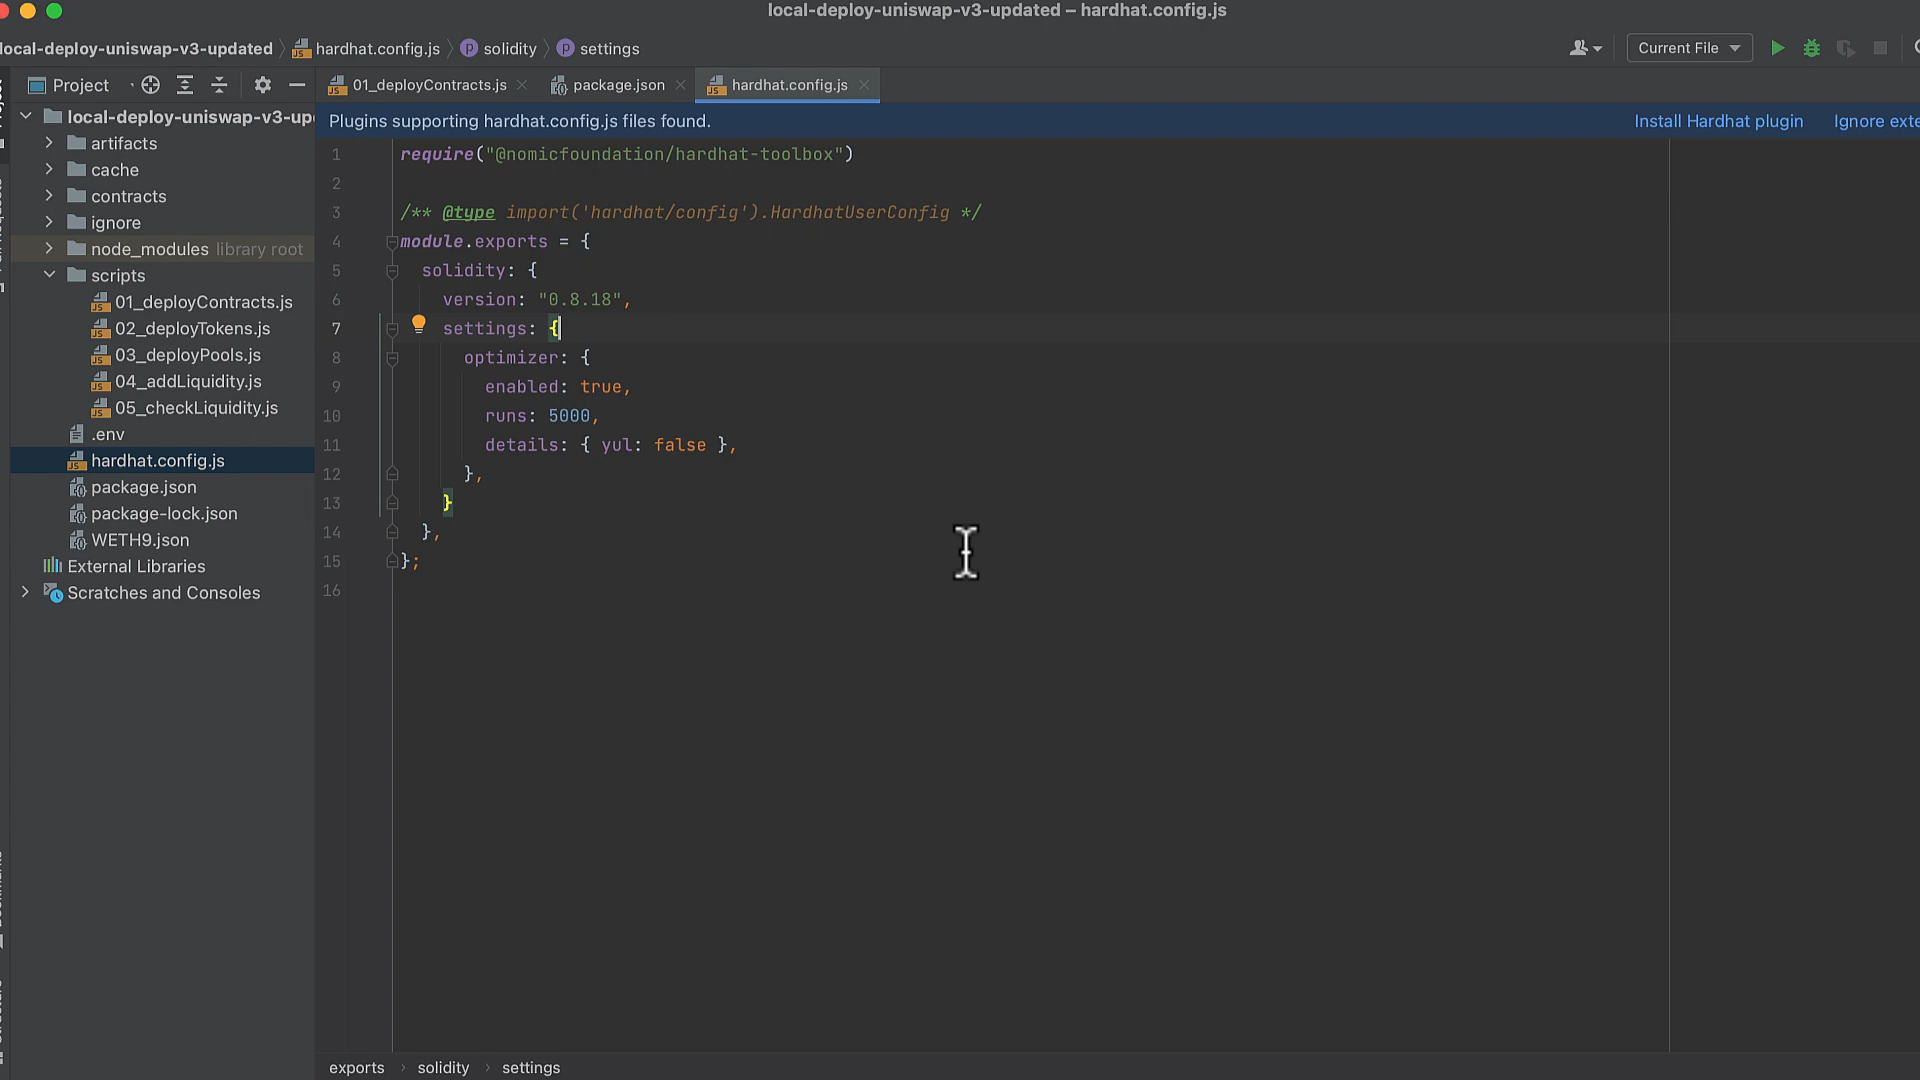 local-deploy-uniswap-v3-updated – hardhat.config.js
local-deploy-uniswap-v3-updated hardhat.config.js solidity settings
Current File
Project
01_deployContracts.js package.json hardhat.config.js
local-deploy-uniswap-v3-up
Plugins supporting hardhat.config.js files found. Install Hardhat plugin Ignore exte
artifacts
cache
contracts
ignore
node_modules library root
scripts
01_deployContracts.js
02_deployTokens.js
03_deployPools.js
04_addLiquidity.js
05_checkLiquidity.js
.env
hardhat.config.js
package.json
package-lock.json
WETH9.json
External Libraries
Scratches and Consoles
1 require("@nomicfoundation/hardhat-toolbox")
2
3 /** @type import('hardhat/config').HardhatUserConfig */
4 module.exports = {
5 solidity: {
6 version: "0.8.18",
7 settings: {
8 optimizer: {
9 enabled: true,
10 runs: 5000,
11 details: { yul: false },
12 },
13 }
14 },
15 };
16
exports solidity settings